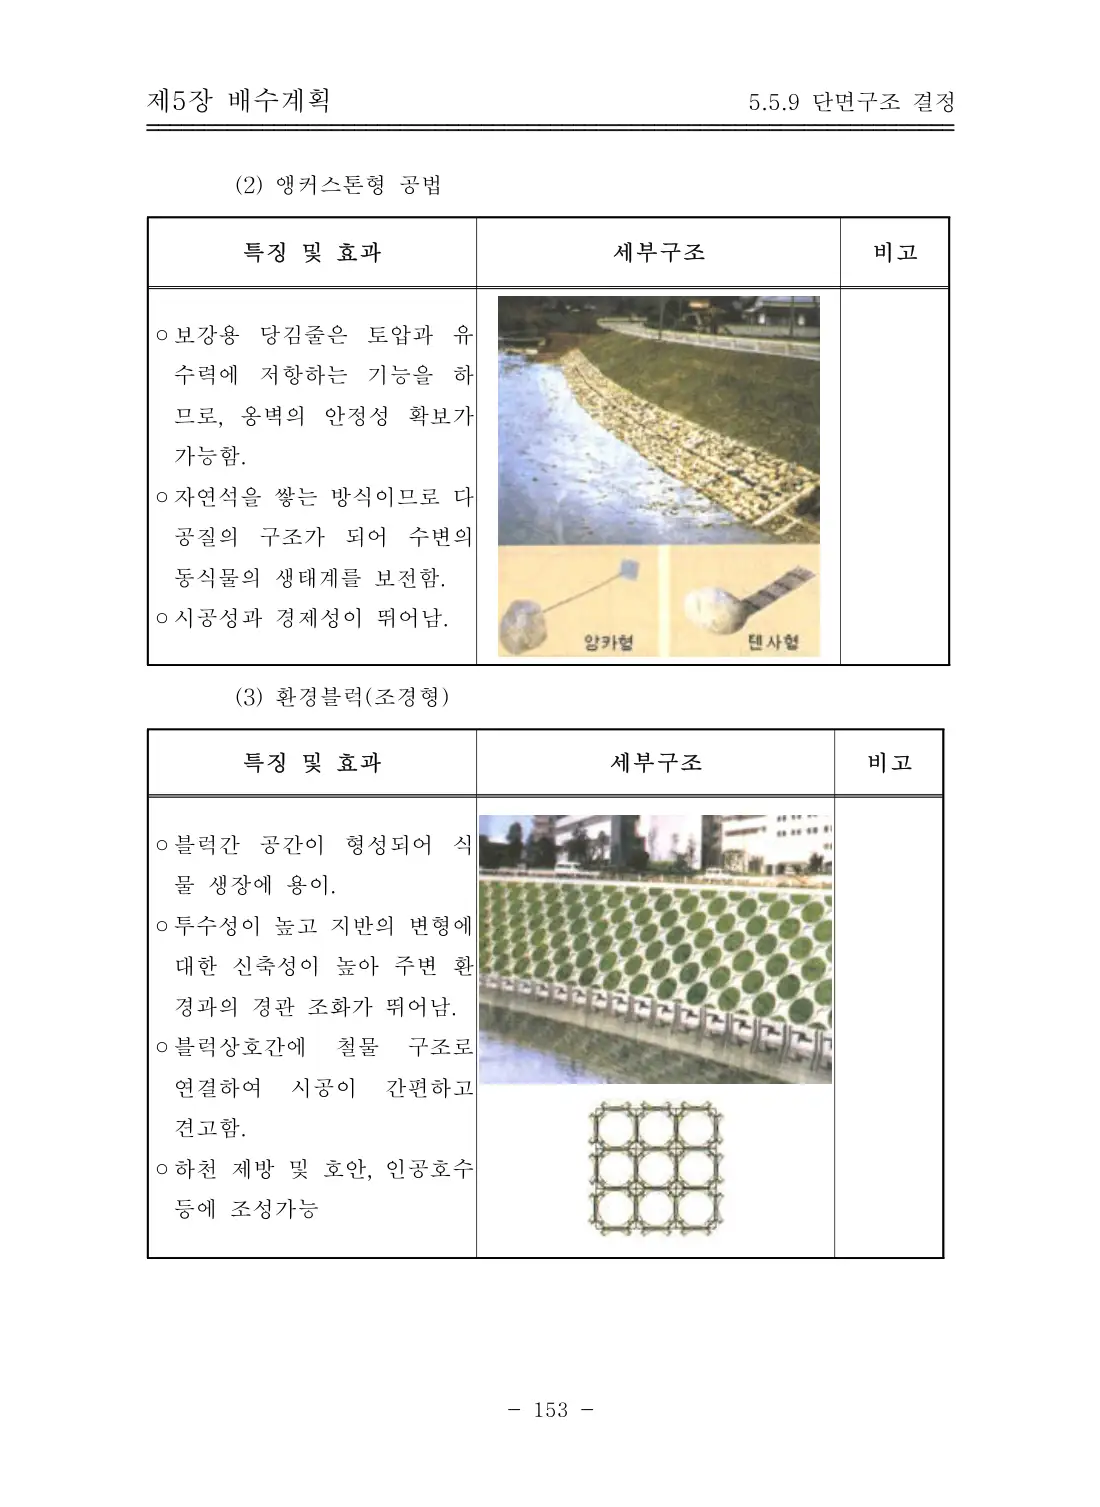 제5장 배수계획
5.5.9 단면구조 결정
(2) 앵커스톤형 공법
특징 및 효과
세부구조
비고
○보강용 당김줄은 토압과 유
수력에 저항하는 기능을 하
므로, 옹벽의 안정성 확보가
가능함.
○자연석을 쌓는 방식이므로 다
공질의 구조가 되어 수변의
동식물의 생태계를 보전함.
○시공성과 경제성이 뛰어남.
앙카형
텐사형
(3) 환경블럭(조경형)
특징 및 효과
세부구조
비고
○블럭간 공간이 형성되어 식
물 생장에 용이.
○투수성이 높고 지반의 변형에
대한 신축성이 높아 주변 환
경과의 경관 조화가 뛰어남.
○블럭상호간에 철물 구조로
연결하여 시공이 간편하고
견고함.
○하천 제방 및 호안, 인공호수
등에 조성가능
- 153 -